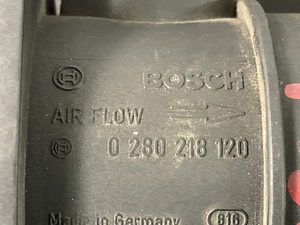 BOSCH
AIR FLOW
0 280 218 120
Made in Germany 816